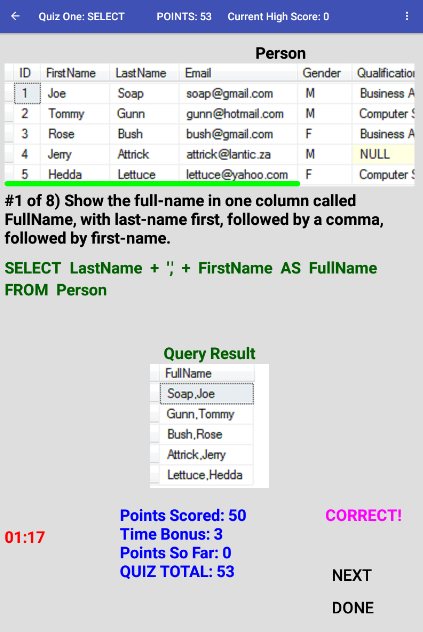 Quiz One: SELECT POINTS: 53 Current High Score: 0
Person
ID FirstName LastName Email Gender Qualification
1 Joe Soap soap@gmail.com M Business A
2 Tommy Gunn gunn@hotmail.com M Computer S
3 Rose Bush bush@gmail.com F Business A
4 Jerry Attrick attrick@lantic.za M NULL
5 Hedda Lettuce lettuce@yahoo.com F Computer S
#1 of 8) Show the full-name in one column called
FullName, with last-name first, followed by a comma,
followed by first-name.
SELECT LastName + ',' + FirstName AS FullName
FROM Person
Query Result
FullName
Soap,Joe
Gunn,Tommy
Bush,Rose
Attrick,Jerry
Lettuce,Hedda
Points Scored: 50 CORRECT!
01:17 Time Bonus: 3
Points So Far: 0
QUIZ TOTAL: 53
NEXT
DONE